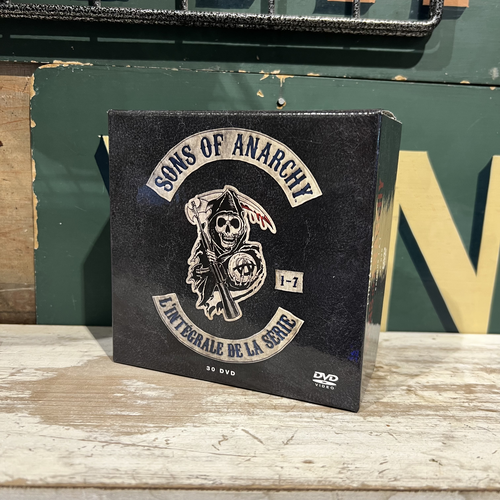 SONS OF ANARCHY
1-7
L'INTÉGRALE DE LA SÉRIE
30 DVD
DVD
VIDEO
N